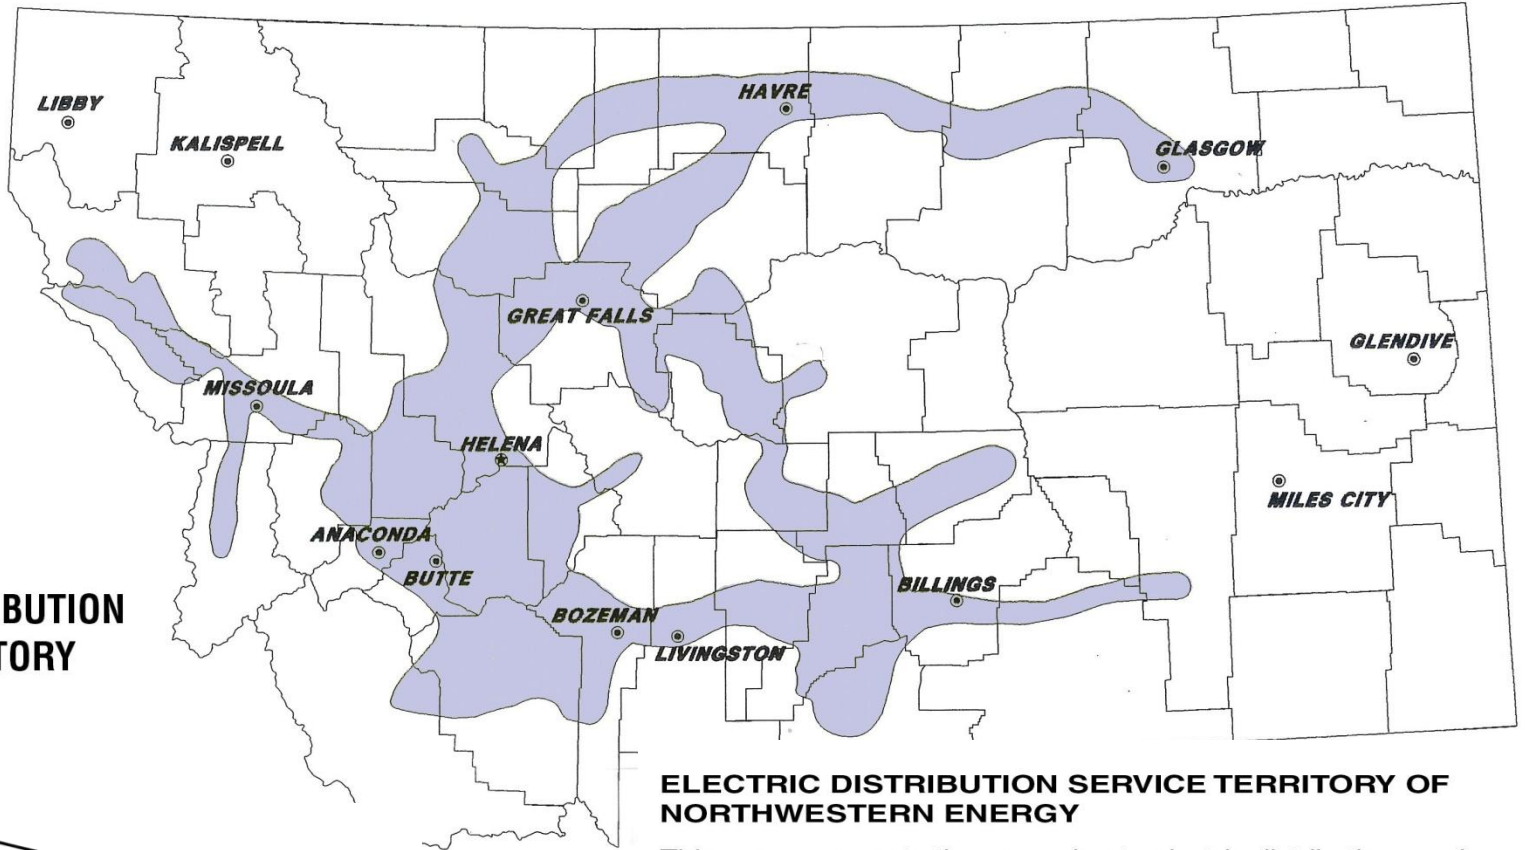 HAVRE
LIBBY
KALISPELL
GLASGOW
GREAT FALLS
GLENDIVE
MISSOULA
HELENA
MILES CITY
ANACONDA
BUTTE
BILLINGS
BUTION
TORY
BOZEMAN
LIVINGSTON
ELECTRIC DISTRIBUTION SERVICE TERRITORY OF
NORTHWESTERN ENERGY